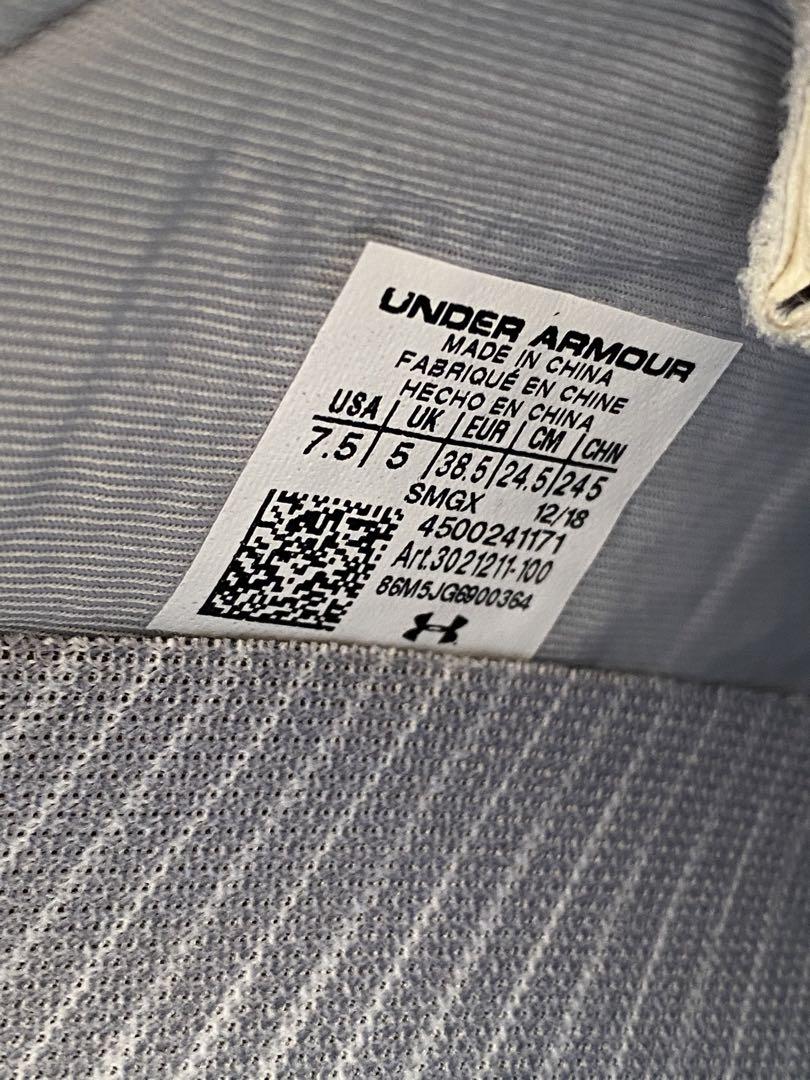 UNDER ARMOUR
MADE IN CHINA
FABRIQUÉ EN CHINE
HECHO EN CHINA
USA | UK | EUR | CM | CHN
7.5 | 5 | 38.5 | 24.5 | 245
SMGX 12/18
4500241171
Art.3021211-100
86M5JG6900364